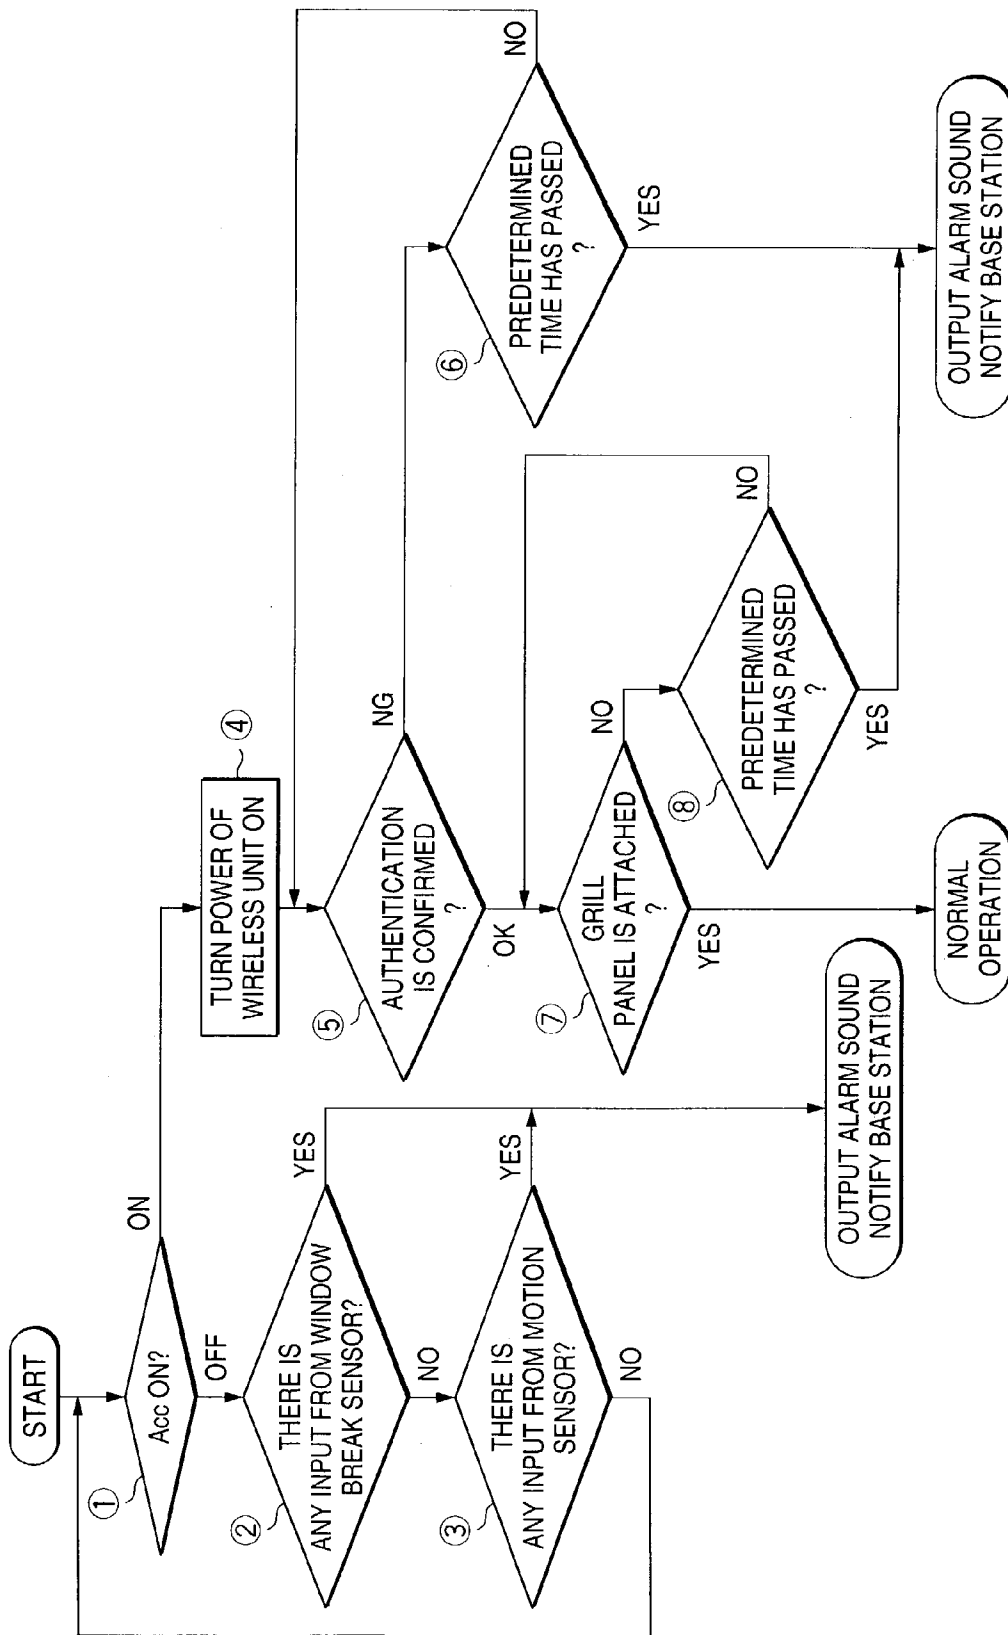 START
① Acc ON?
ON
OFF
② THERE IS
ANY INPUT FROM WINDOW
BREAK SENSOR?
YES
NO
③ THERE IS
ANY INPUT FROM MOTION
SENSOR?
YES
NO
OUTPUT ALARM SOUND
NOTIFY BASE STATION
TURN POWER OF
WIRELESS UNIT ON
④
⑤ AUTHENTICATION
IS CONFIRMED
?
NG
OK
⑥ PREDETERMINED
TIME HAS PASSED
?
NO
YES
⑦ GRILL
PANEL IS ATTACHED
?
NO
YES
⑧ PREDETERMINED
TIME HAS PASSED
?
NO
YES
NORMAL
OPERATION
OUTPUT ALARM SOUND
NOTIFY BASE STATION